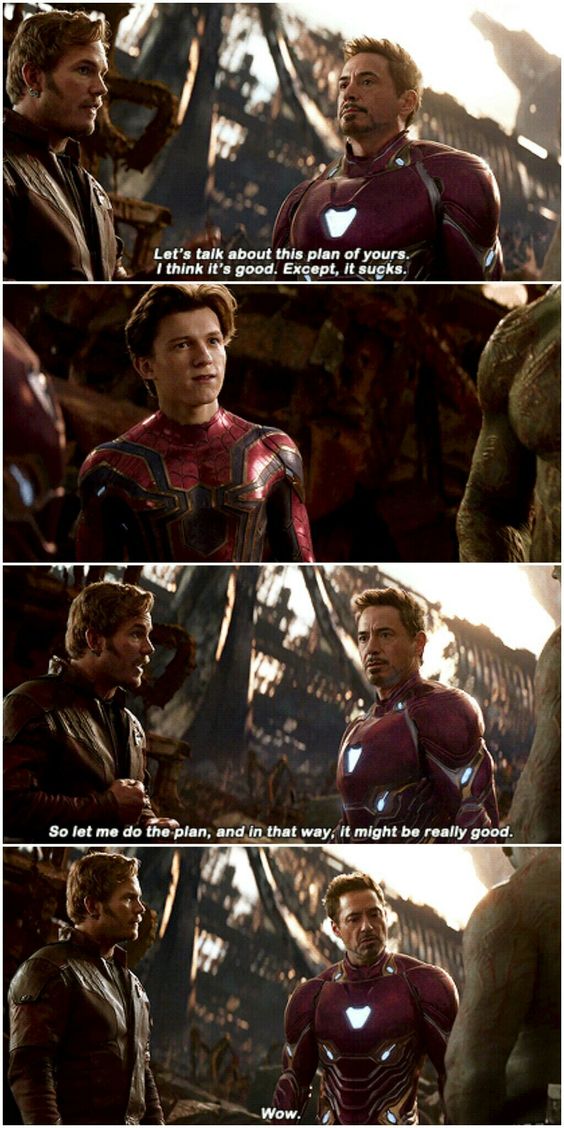 Let's talk about this plan of yours.
I think it's good. Except, it sucks.
So let me do the plan, and in that way, it might be really good.
Wow.